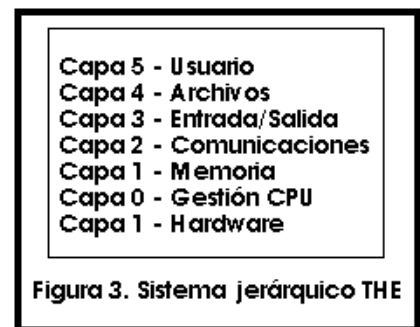 Capa 5 - Usuario
Capa 4 - Archivos
Capa 3 - Entrada/Salida
Capa 2 - Comunicaciones
Capa 1 - Memoria
Capa 0 - Gestión CPU
Capa 1 - Hardware
Figura 3. Sistema jerárquico THE